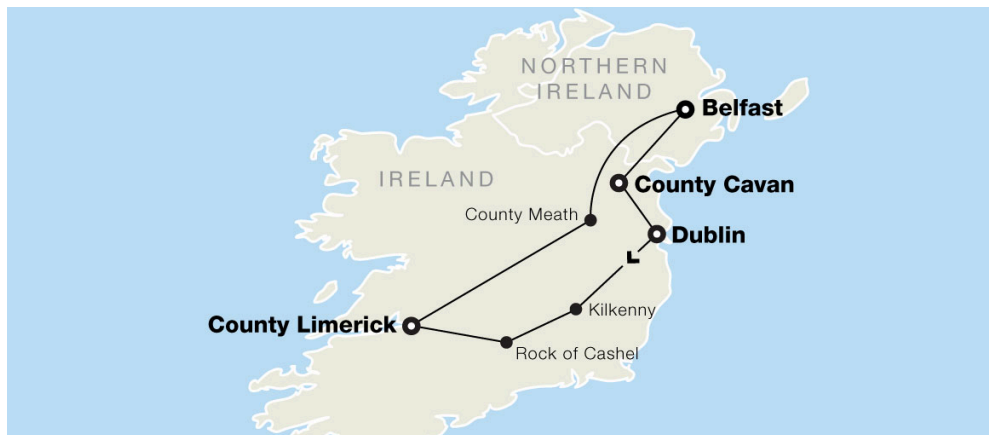 NORTHERN
IRELAND
Belfast
IRELAND
County Cavan
County Meath
Dublin
Kilkenny
County Limerick
Rock of Cashel